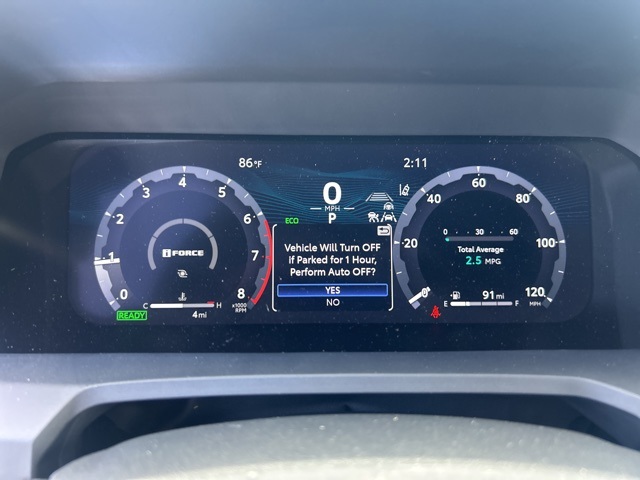 86°F
2:11
0
MPH
P
ECO
Vehicle Will Turn OFF
if Parked for 1 Hour,
Perform Auto OFF?
YES
NO
0
1
2
3
4
5
6
7
8
x1000
RPM
i-FORCE
C H
READY
4 mi
0
20
40
60
80
100
120
MPH
0 30 60
Total Average
2.5 MPG
91 mi
E F